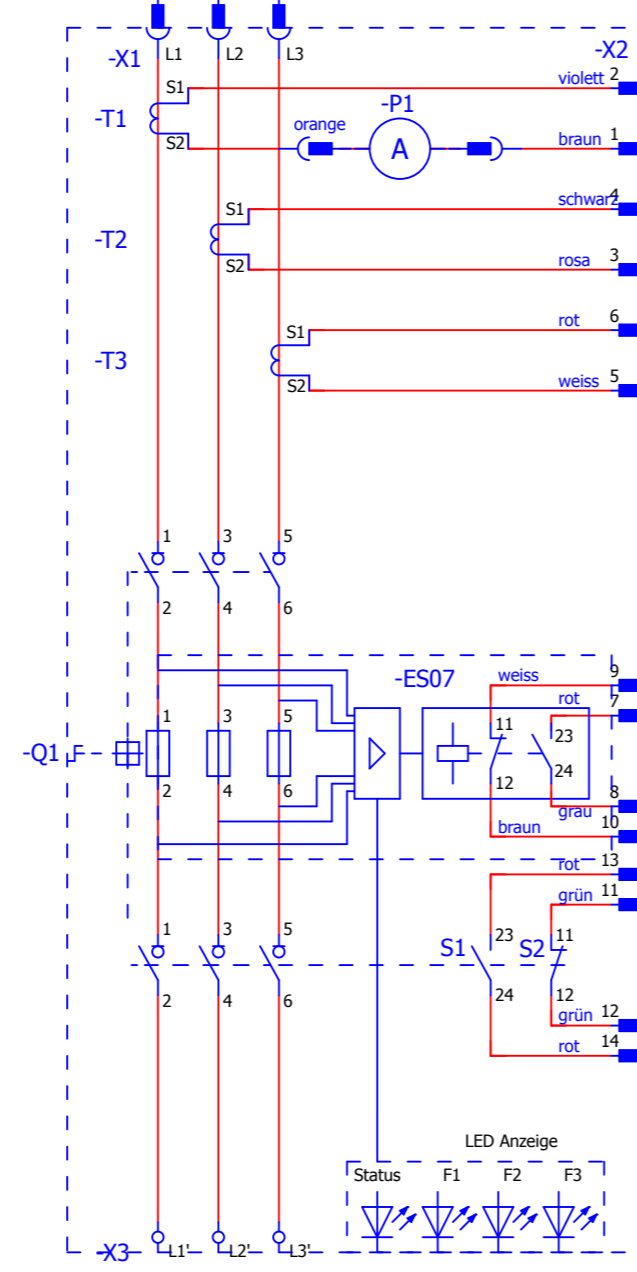 -X1 L1 L2 L3 -X2
S1 violett 2
-T1 orange -P1
S2 A braun 1
S1 schwarz 4
-T2
S2 rosa 3
S1 rot 6
-T3
S2 weiss 5
1 3 5
2 4 6
-ES07 weiss 9
rot 7
1 3 5 11 23
-Q1
2 4 6 12 24
grau 8
braun 10
rot 13
grün 11
1 3 5 23 11
S1 S2
2 4 6 24 12
grün 12
rot 14
LED Anzeige
Status F1 F2 F3
-X3 L1' L2' L3'